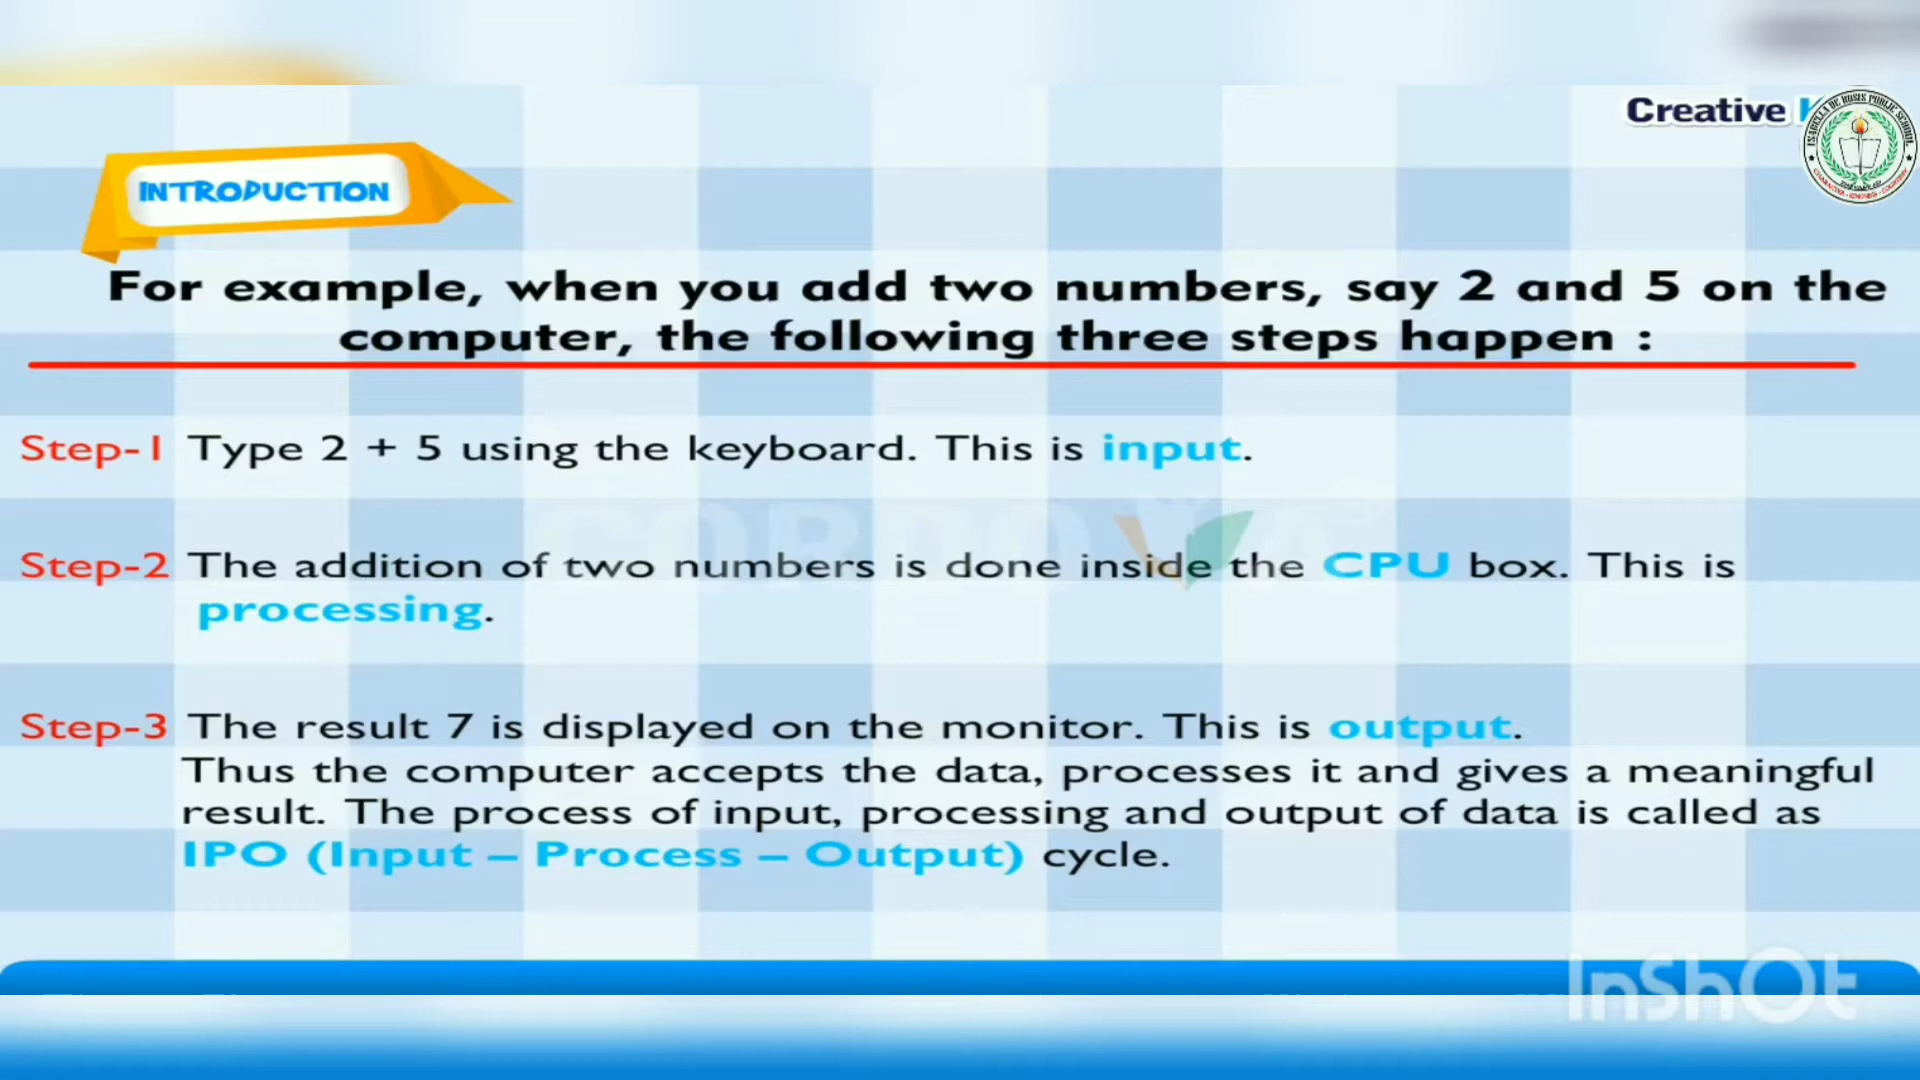 Creative
INTRODUCTION
For example, when you add two numbers, say 2 and 5 on the
computer, the following three steps happen :
Step-1 Type 2 + 5 using the keyboard. This is input.
Step-2 The addition of two numbers is done inside the CPU box. This is
processing.
Step-3 The result 7 is displayed on the monitor. This is output.
Thus the computer accepts the data, processes it and gives a meaningful
result. The process of input, processing and output of data is called as
IPO (Input – Process – Output) cycle.
InShOt